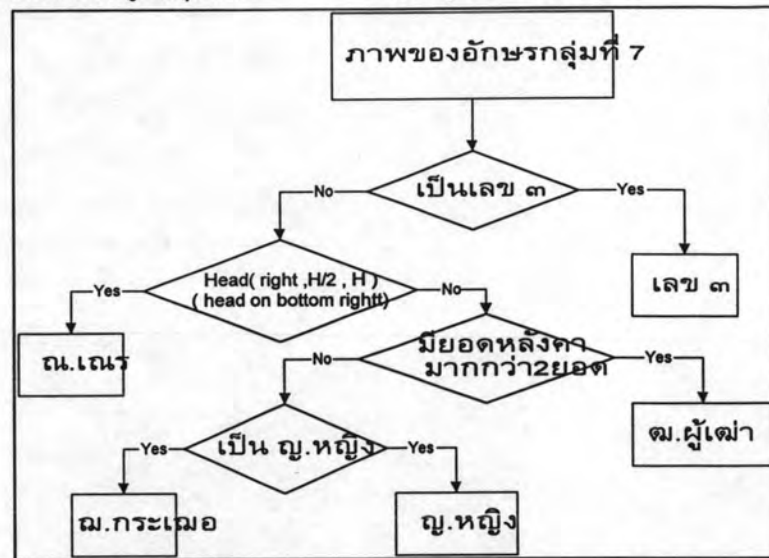 ภาพของอักษรกลุ่มที่ 7
เป็นเลข ๓
No
Yes
Head( right ,H/2 , H )
( head on bottom rightt)
Yes
No
เลข ๓
ณ.เณร
มียอดหลังคา
มากกว่า2ยอด
No
Yes
เป็น ญ.หญิง
Yes
Yes
ฒ.ผู้เฒ่า
ฌ.กระเฌอ
ญ.หญิง